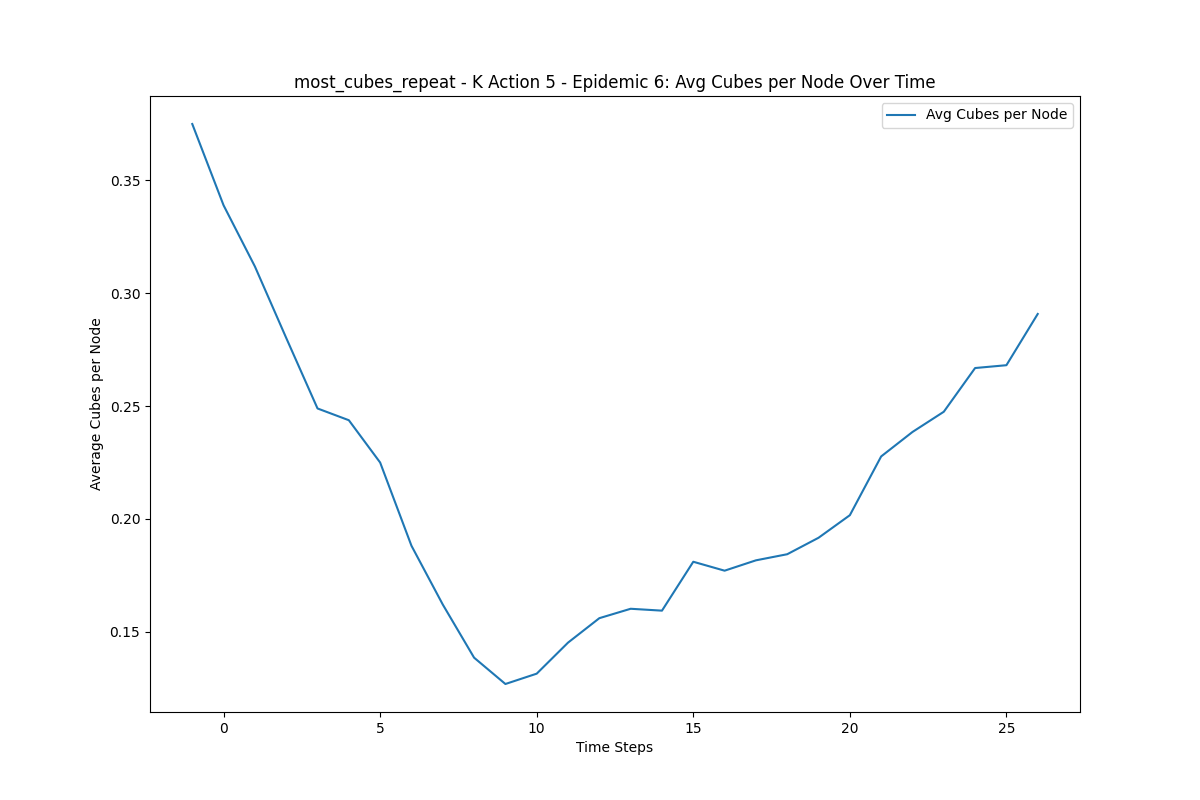 most_cubes_repeat - K Action 5 - Epidemic 6: Avg Cubes per Node Over Time
Avg Cubes per Node
0.35
0.30
0.25
0.20
0.15
Average Cubes per Node
0 5 10 15 20 25
Time Steps